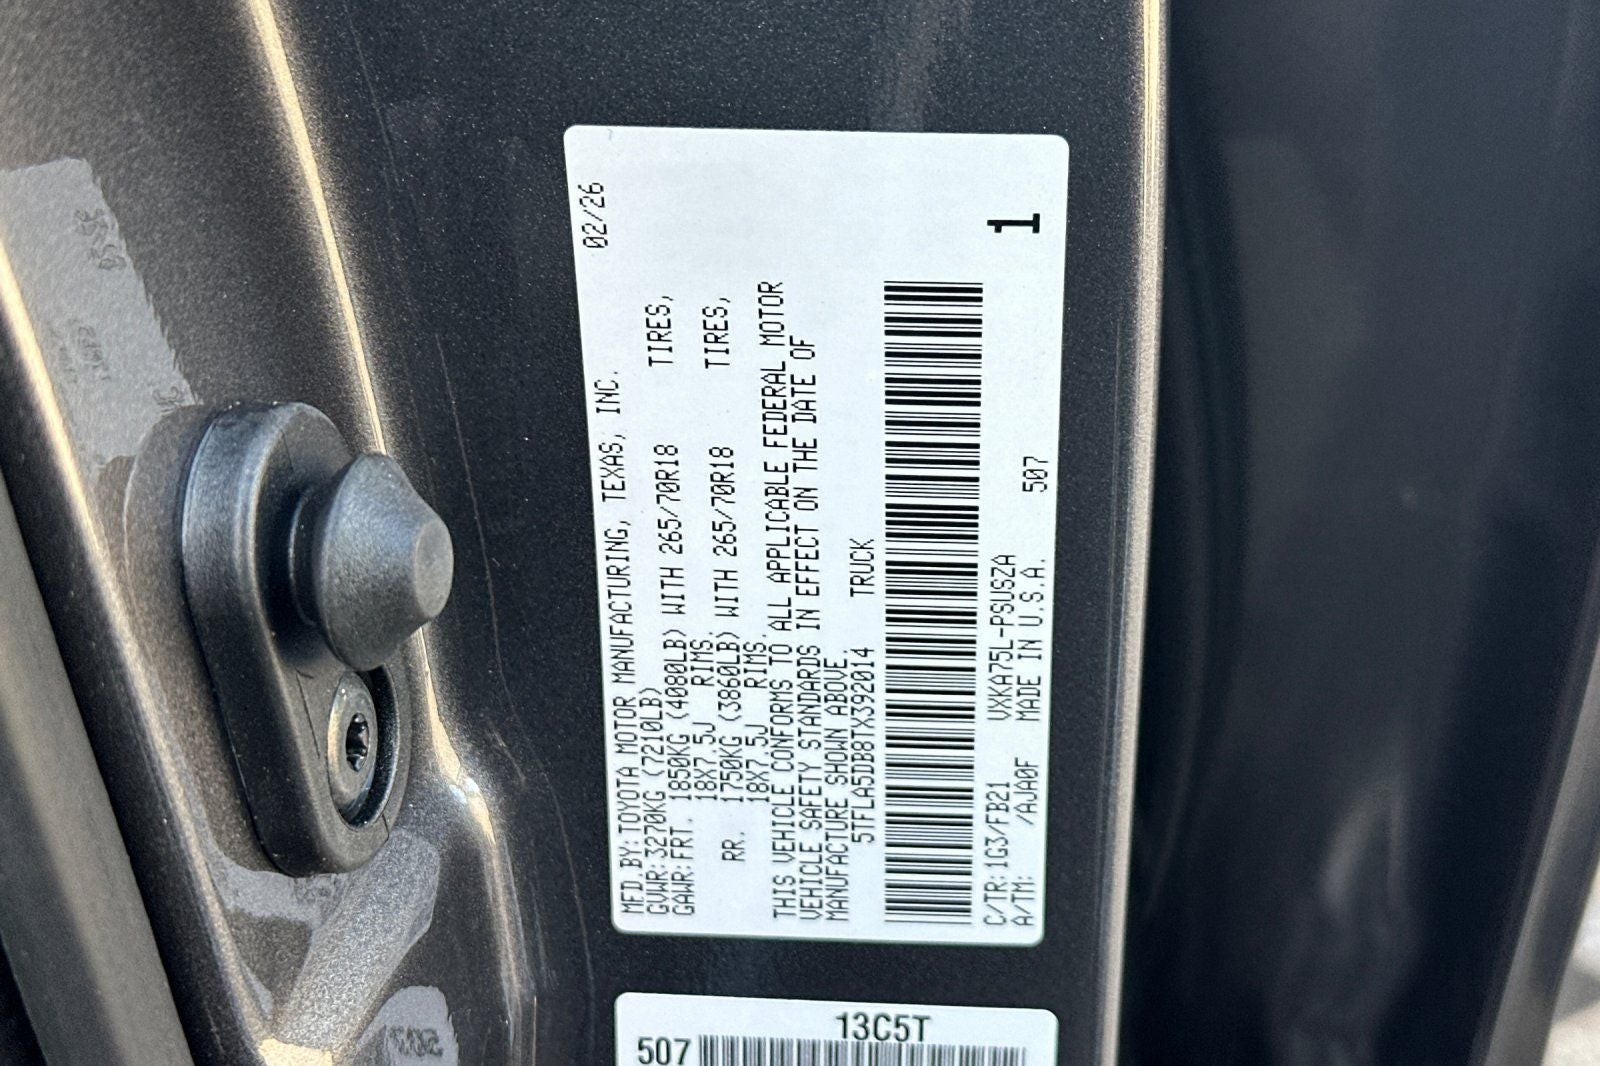 02/26
MFD.BY:TOYOTA MOTOR MANUFACTURING, TEXAS, INC.
GVWR:3270KG (7210LB)
GAWR:FRT. 1850KG (4080LB) WITH 265/70R18 TIRES,
18X7.5J RIMS.
RR. 1750KG (3860LB) WITH 265/70R18 TIRES,
18X7.5J RIMS.
THIS VEHICLE CONFORMS TO ALL APPLICABLE FEDERAL MOTOR
VEHICLE SAFETY STANDARDS IN EFFECT ON THE DATE OF
MANUFACTURE SHOWN ABOVE.
5TFLA5DB8TX392014 TRUCK
1
C/TR:1G3/FB21 VXKA75L-PSUSZA
A/TM: /AJA0F MADE IN U.S.A. 507
13C5T
507